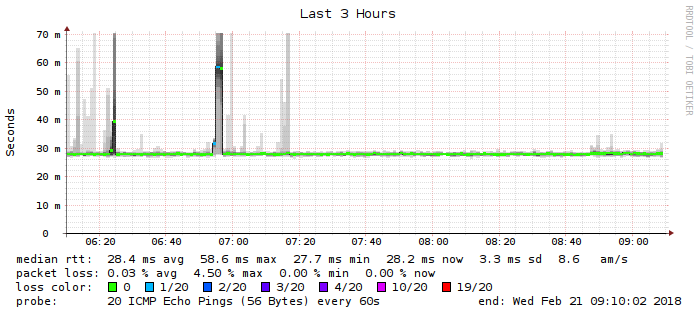 Last 3 Hours
RRDTOOL / TOBI OETIKER
Seconds
70 m
60 m
50 m
40 m
30 m
20 m
10 m
0
06:20 06:40 07:00 07:20 07:40 08:00 08:20 08:40 09:00
median rtt: 28.4 ms avg 58.6 ms max 27.7 ms min 28.2 ms now 3.3 ms sd 8.6 am/s
packet loss: 0.03 % avg 4.50 % max 0.00 % min 0.00 % now
loss color: 0 1/20 2/20 3/20 4/20 10/20 19/20
probe: 20 ICMP Echo Pings (56 Bytes) every 60s end: Wed Feb 21 09:10:02 2018